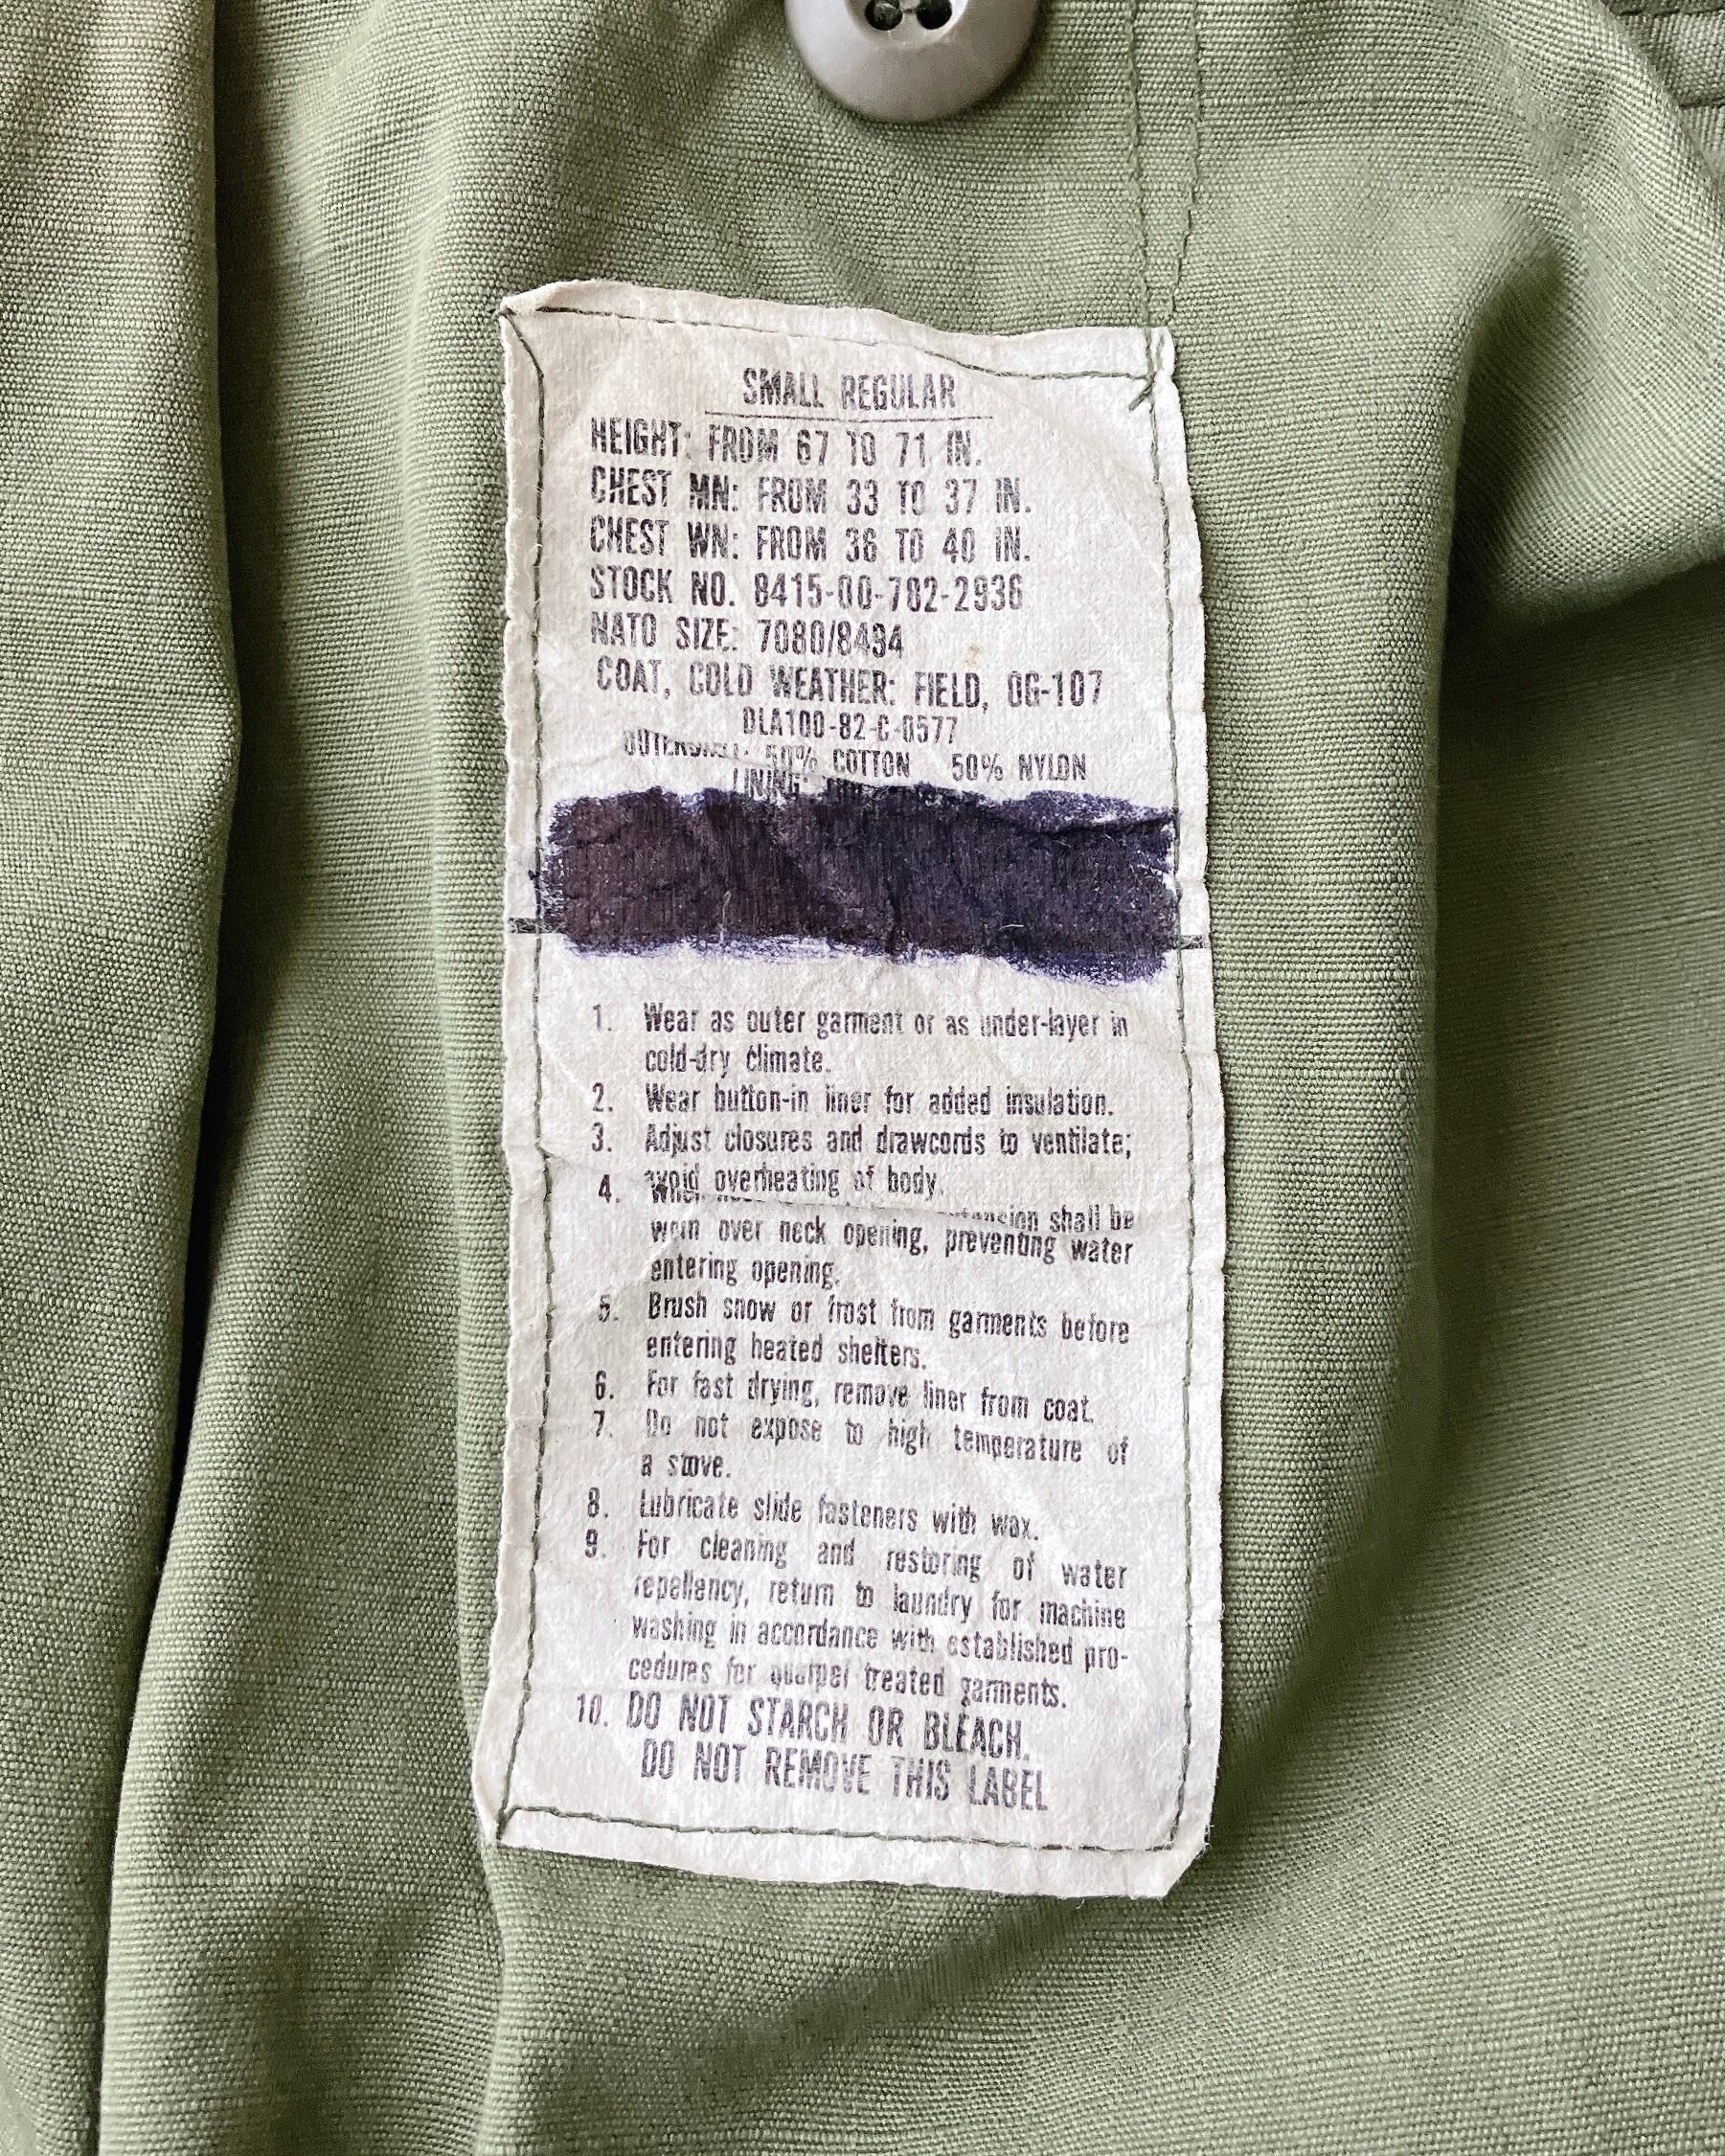 SMALL REGULAR
HEIGHT: FROM 67 TO 71 IN.
CHEST MN: FROM 33 TO 37 IN.
CHEST WN: FROM 36 TO 40 IN.
STOCK NO. 8415-00-782-2936
NATO SIZE: 7080/8494
COAT, COLD WEATHER: FIELD, OG-107
DLA100-82-C-0577
OUTERSHELL: 50% COTTON 50% NYLON
LINING:
1. Wear as outer garment or as under-layer in
cold-dry climate.
2. Wear button-in liner for added insulation.
3. Adjust closures and drawcords to ventilate;
avoid overheating of body.
4. When shall be
worn over neck opening, preventing water
entering opening.
5. Brush snow or frost from garments before
entering heated shelters.
6. For fast drying, remove liner from coat.
7. Do not expose to high temperature of
a stove.
8. Lubricate slide fasteners with wax.
9. For cleaning and restoring of water
repellency, return to laundry for machine
washing in accordance with established pro-
cedures for quarpel treated garments.
10. DO NOT STARCH OR BLEACH.
DO NOT REMOVE THIS LABEL